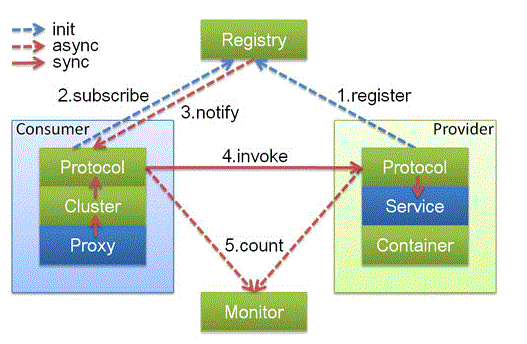 init
async
sync
Registry
2.subscribe
3.notify
1.register
Consumer
Provider
Protocol
4.invoke
Protocol
Cluster
Service
Proxy
5.count
Container
Monitor